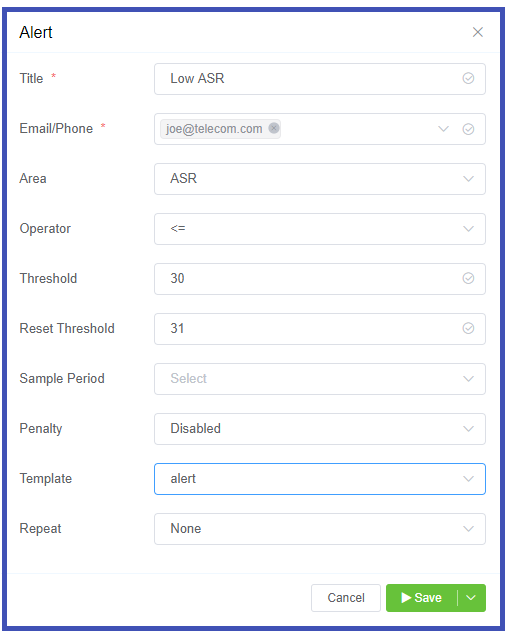 Alert
Title * Low ASR
Email/Phone * joe@telecom.com
Area ASR
Operator <=
Threshold 30
Reset Threshold 31
Sample Period Select
Penalty Disabled
Template alert
Repeat None
Cancel Save